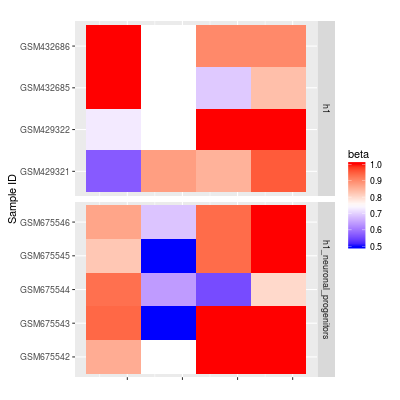 GSM432686
GSM432685
GSM429322
GSM429321
h1
GSM675546
GSM675545
GSM675544
GSM675543
GSM675542
h1_neuronal_progenitors
Sample ID
beta
1.0
0.9
0.8
0.7
0.6
0.5